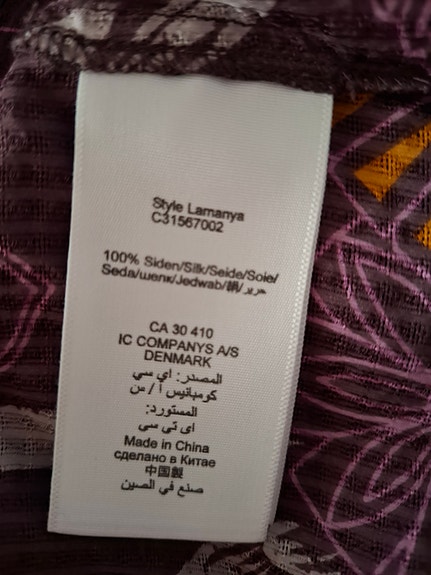 Style Lamanya
C31567002
100% Siden/Silk/Seide/Soie/
Seda/шелк/Jedwab/絹/حرير/
CA 30 410
IC COMPANYS A/S
DENMARK
المصدر: اي سي
كومبانيس أ / س
المستورد:
اى تى سى
Made in China
сделано в Китае
中国製
صنع في الصين